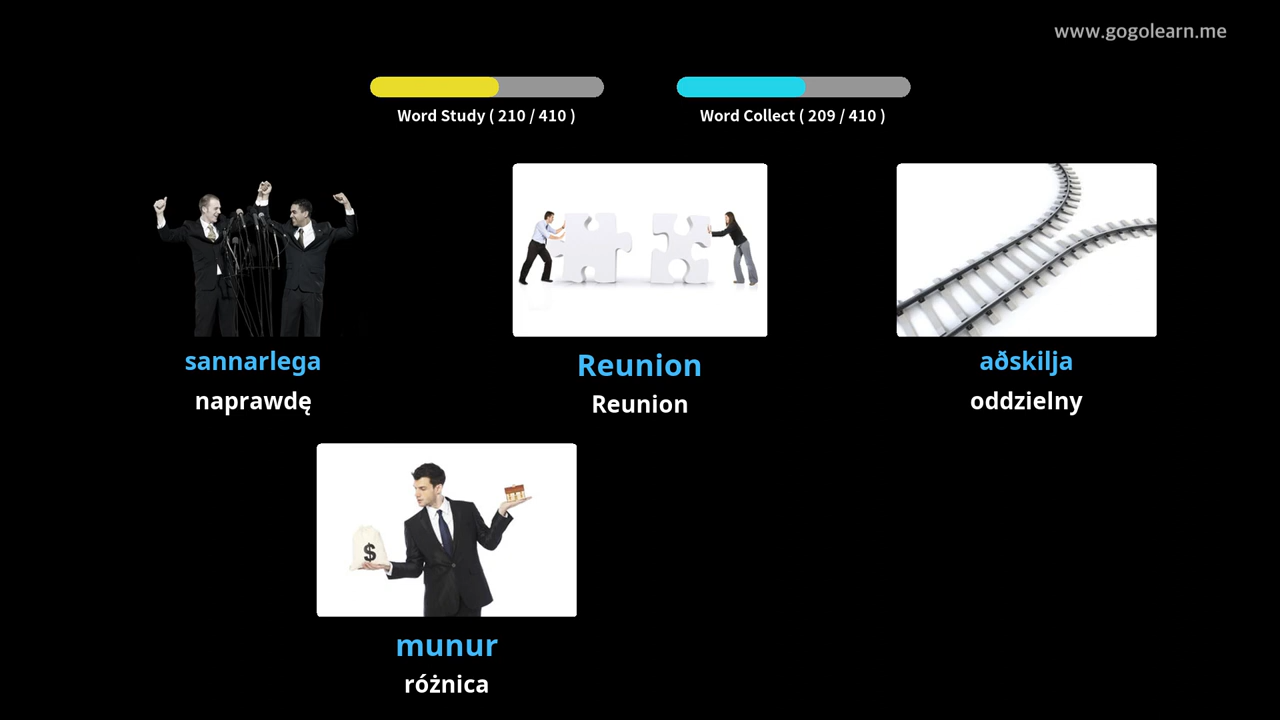 www.gogolearn.me
Word Study ( 210 / 410 )
Word Collect ( 209 / 410 )
sannarlega
naprawdę
Reunion
Reunion
aðskilja
oddzielny
$
munur
różnica